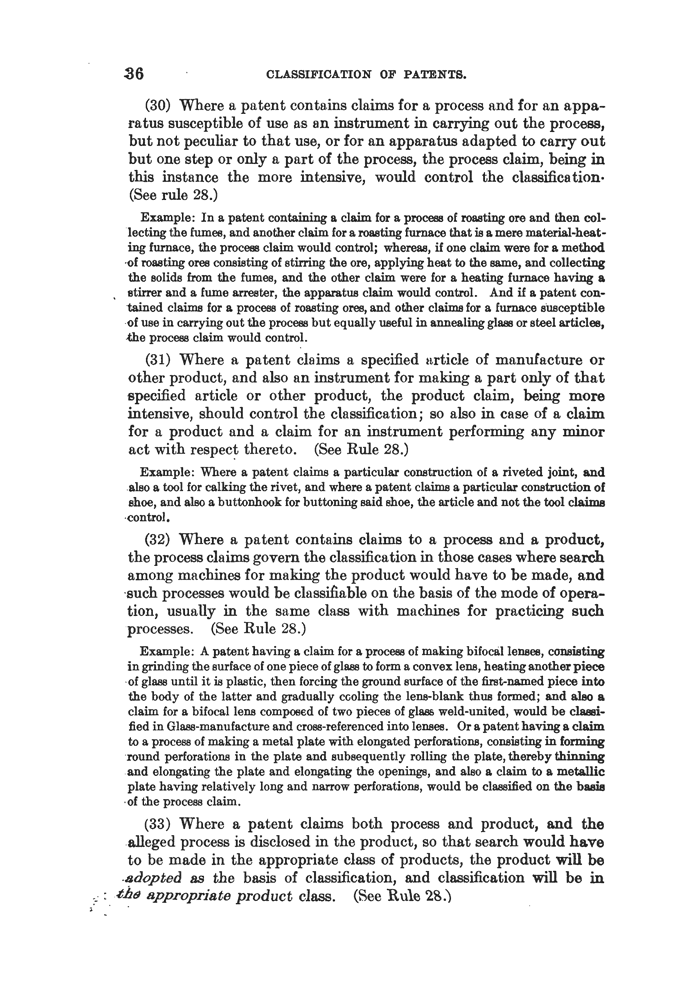 36 CLASSIFICATION OF PATENTS.
(30) Where a patent contains claims for a process and for an appa-
ratus susceptible of use as an instrument in carrying out the process,
but not peculiar to that use, or for an apparatus adapted to carry out
but one step or only a part of the process, the process claim, being in
this instance the more intensive, would control the classification.
(See rule 28.)
Example: In a patent containing a claim for a process of roasting ore and then col-
lecting the fumes, and another claim for a roasting furnace that is a mere material-heat-
ing furnace, the process claim would control; whereas, if one claim were for a method
of roasting ores consisting of stirring the ore, applying heat to the same, and collecting
the solids from the fumes, and the other claim were for a heating furnace having a
stirrer and a fume arrester, the apparatus claim would control. And if a patent con-
tained claims for a process of roasting ores, and other claims for a furnace susceptible
of use in carrying out the process but equally useful in annealing glass or steel articles,
the process claim would control.
(31) Where a patent claims a specified article of manufacture or
other product, and also an instrument for making a part only of that
specified article or other product, the product claim, being more
intensive, should control the classification; so also in case of a claim
for a product and a claim for an instrument performing any minor
act with respect thereto. (See Rule 28.)
Example: Where a patent claims a particular construction of a riveted joint, and
also a tool for calking the rivet, and where a patent claims a particular construction of
shoe, and also a buttonhook for buttoning said shoe, the article and not the tool claims
control.
(32) Where a patent contains claims to a process and a product,
the process claims govern the classification in those cases where search
among machines for making the product would have to be made, and
such processes would be classifiable on the basis of the mode of opera-
tion, usually in the same class with machines for practicing such
processes. (See Rule 28.)
Example: A patent having a claim for a process of making bifocal lenses, consisting
in grinding the surface of one piece of glass to form a convex lens, heating another piece
of glass until it is plastic, then forcing the ground surface of the first-named piece into
the body of the latter and gradually cooling the lens-blank thus formed; and also a
claim for a bifocal lens composed of two pieces of glass weld-united, would be classi-
fied in Glass-manufacture and cross-referenced into lenses. Or a patent having a claim
to a process of making a metal plate with elongated perforations, consisting in forming
round perforations in the plate and subsequently rolling the plate, thereby thinning
and elongating the plate and elongating the openings, and also a claim to a metallic
plate having relatively long and narrow perforations, would be classified on the basis
of the process claim.
(33) Where a patent claims both process and product, and the
alleged process is disclosed in the product, so that search would have
to be made in the appropriate class of products, the product will be
adopted as the basis of classification, and classification will be in
the appropriate product class. (See Rule 28.)